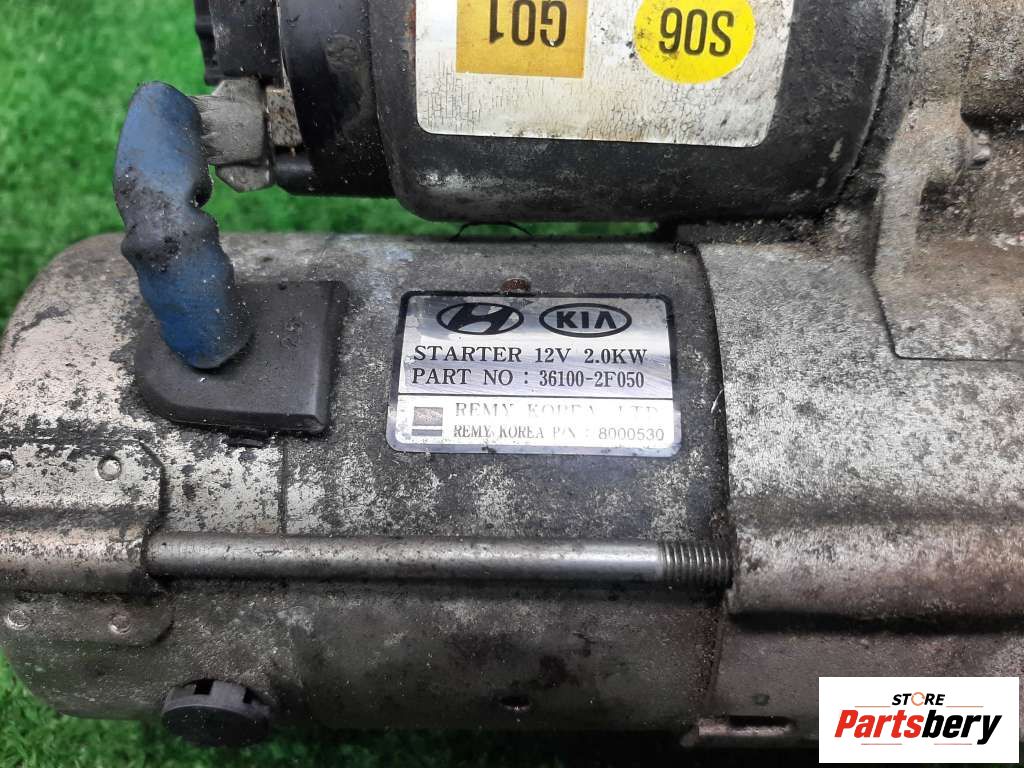 G01
S06
KIA
STARTER 12V 2.0KW
PART NO : 36100-2F050
REMY KOREA LTD
REMY KOREA P/N : 8000530
STORE
Partsbery